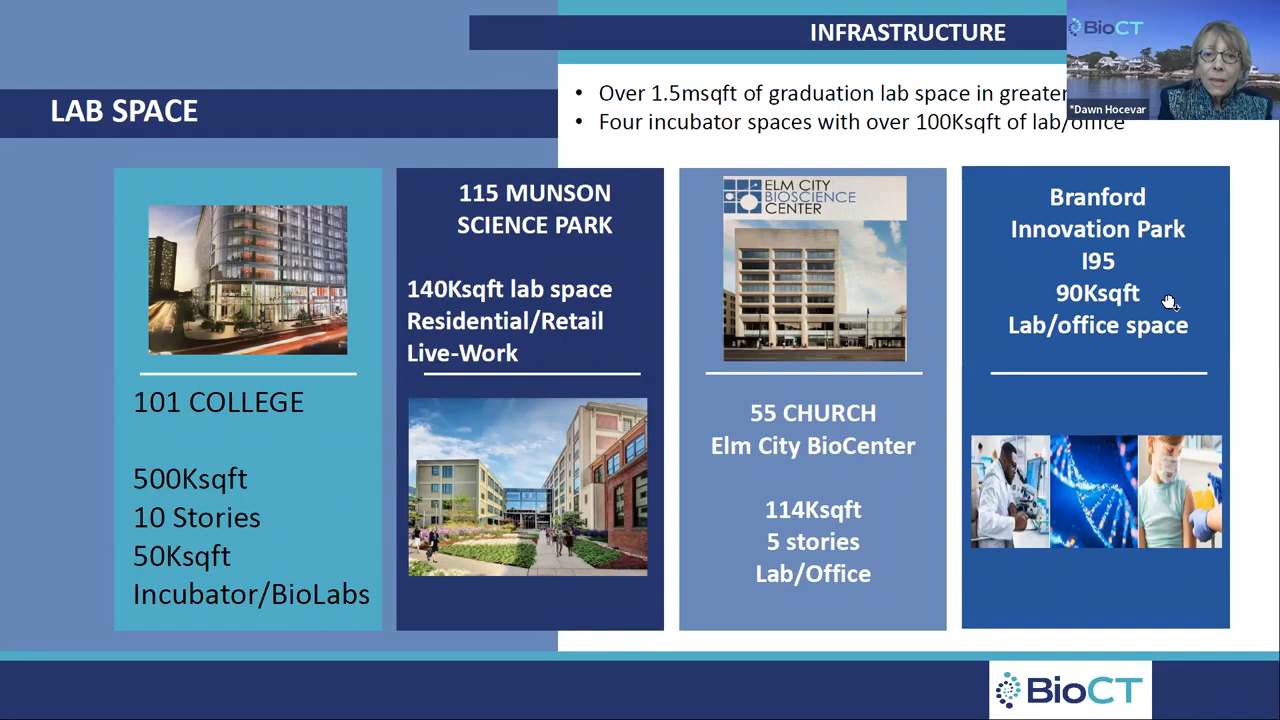 INFRASTRUCTURE
BioCT
*Dawn Hocevar
LAB SPACE
• Over 1.5msqft of graduation lab space in greater
• Four incubator spaces with over 100Ksqft of lab/office
101 COLLEGE
500Ksqft
10 Stories
50Ksqft
Incubator/BioLabs
115 MUNSON
SCIENCE PARK
140Ksqft lab space
Residential/Retail
Live-Work
ELM CITY
BIOSCIENCE
CENTER
55 CHURCH
Elm City BioCenter
114Ksqft
5 stories
Lab/Office
Branford
Innovation Park
I95
90Ksqft
Lab/office space
BioCT